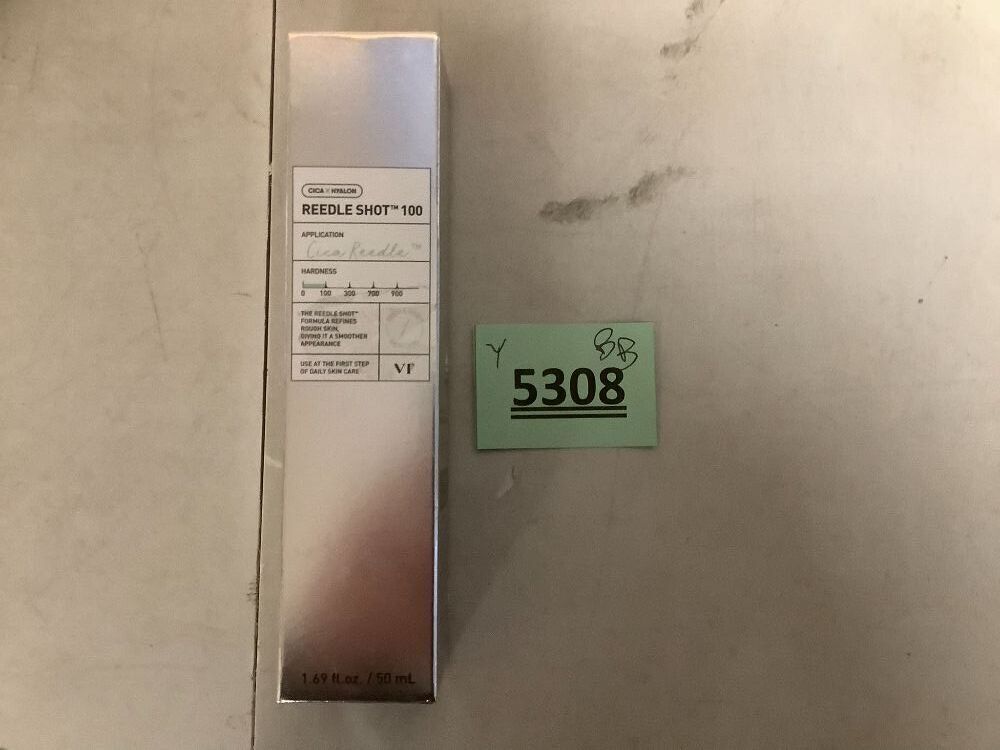 CICA × HYALON
REEDLE SHOT™ 100
APPLICATION
Cica Reedle™
HARDNESS
0 100 300 700 900
THE REEDLE SHOT™
FORMULA REFINES
ROUGH SKIN,
GIVING IT A SMOOTHER
APPEARANCE
USE AT THE FIRST STEP
OF DAILY SKIN CARE
VT
1.69 fl.oz. / 50 mL
Y
BB
5308